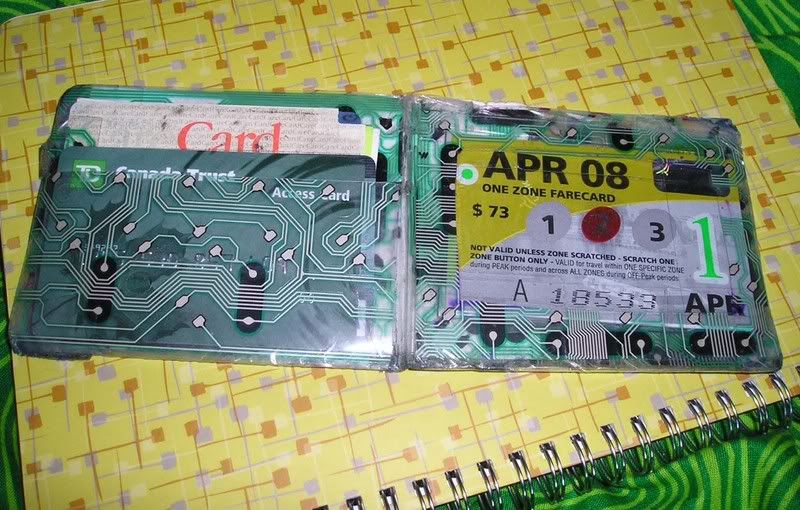 Card
TD Canada Trust
Access Card
APR 08
ONE ZONE FARECARD
$ 73
1 3
1
NOT VALID UNLESS ZONE SCRATCHED - SCRATCH ONE
ZONE BUTTON ONLY - VALID for travel within ONE SPECIFIC ZONE
during PEAK periods and across ALL ZONES during OFF-Peak periods
A 18533
APR